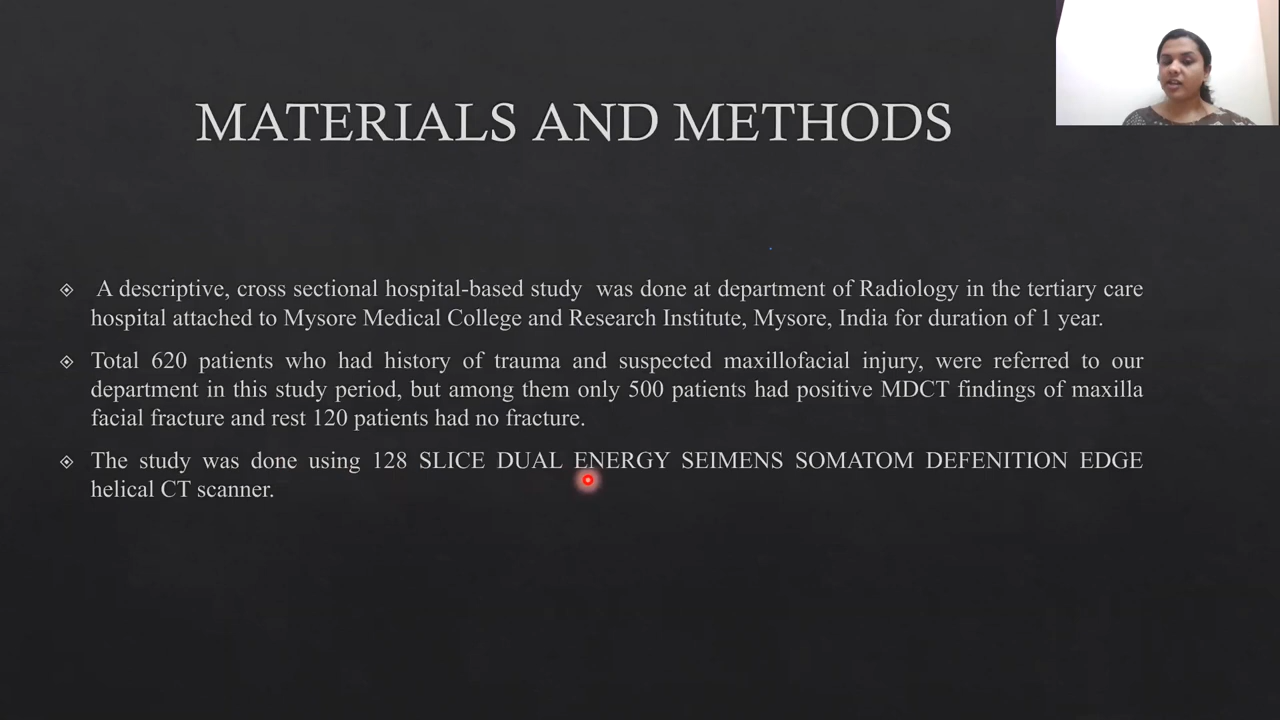 MATERIALS AND METHODS
A descriptive, cross sectional hospital-based study was done at department of Radiology in the tertiary care
hospital attached to Mysore Medical College and Research Institute, Mysore, India for duration of 1 year.
Total 620 patients who had history of trauma and suspected maxillofacial injury, were referred to our
department in this study period, but among them only 500 patients had positive MDCT findings of maxilla
facial fracture and rest 120 patients had no fracture.
The study was done using 128 SLICE DUAL ENERGY SEIMENS SOMATOM DEFENITION EDGE
helical CT scanner.